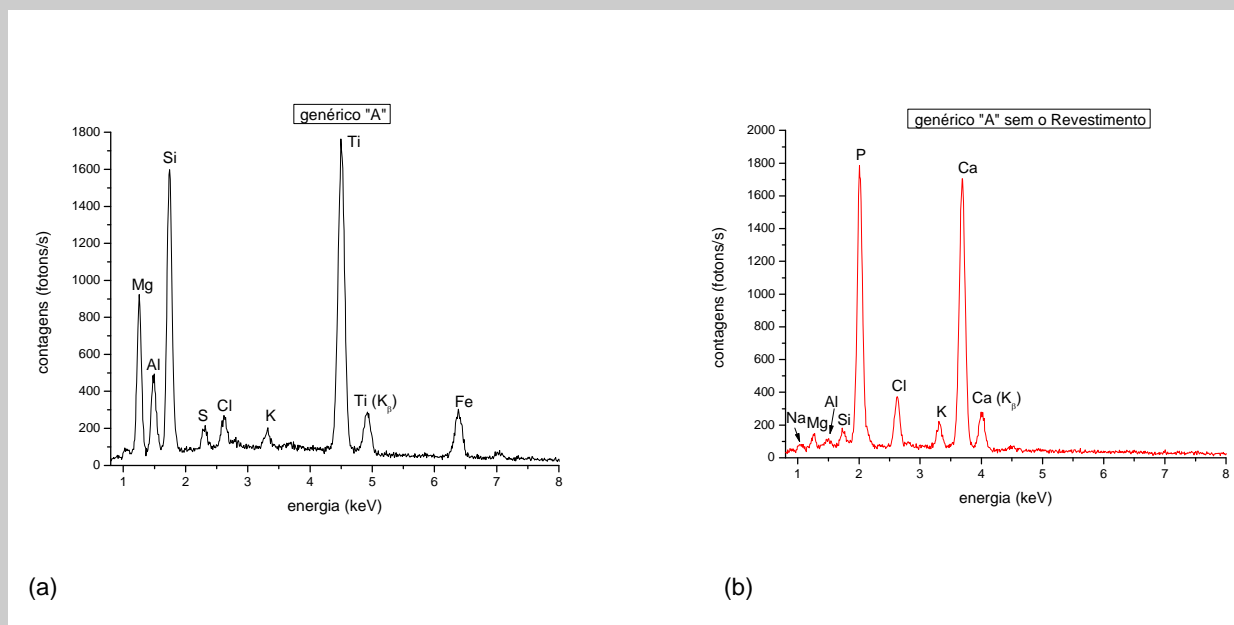 genérico "A"
contagens (fotons/s)
1800
1600
1400
1200
1000
800
600
400
200
0
Mg
Al
Si
S
Cl
K
Ti
Ti (Kβ)
Fe
1 2 3 4 5 6 7 8
energia (keV)
(a)
genérico "A" sem o Revestimento
contagens (fotons/s)
2000
1800
1600
1400
1200
1000
800
600
400
200
0
Na
Mg
Al
Si
P
Cl
K
Ca
Ca (Kβ)
1 2 3 4 5 6 7 8
energia (keV)
(b)